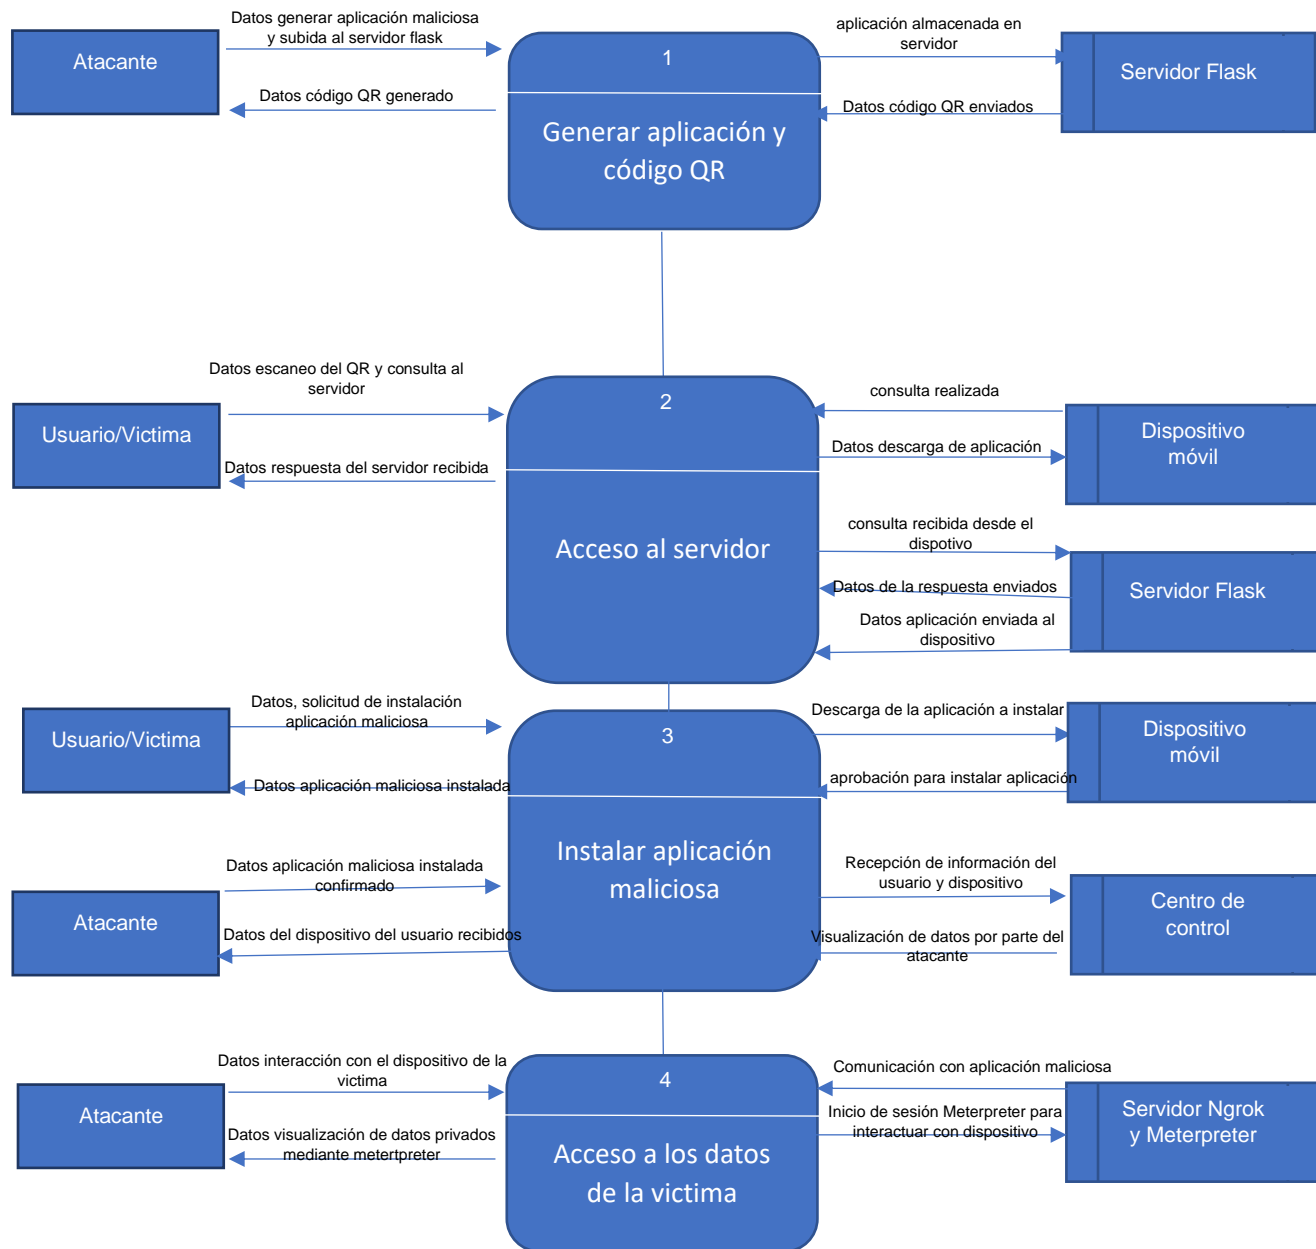 Datos generar aplicación maliciosa
y subida al servidor flask
Atacante
Datos código QR generado
1
Generar aplicación y
código QR
aplicación almacenada en
servidor
Datos código QR enviados
Servidor Flask
Datos escaneo del QR y consulta al
servidor
Usuario/Victima
Datos respuesta del servidor recibida
2
Acceso al servidor
consulta realizada
Datos descarga de aplicación
Dispositivo
móvil
consulta recibida desde el
dispotivo
Datos de la respuesta enviados
Datos aplicación enviada al
dispositivo
Servidor Flask
Datos, solicitud de instalación
aplicación maliciosa
Usuario/Victima
Datos aplicación maliciosa instalada
3
Instalar aplicación
maliciosa
Descarga de la aplicación a instalar
aprobación para instalar aplicación
Dispositivo
móvil
Datos aplicación maliciosa instalada
confirmado
Atacante
Datos del dispositivo del usuario recibidos
Recepción de información del
usuario y dispositivo
Visualización de datos por parte del
atacante
Centro de
control
Datos interacción con el dispositivo de la
victima
Atacante
Datos visualización de datos privados
mediante metertpreter
4
Acceso a los datos
de la victima
Comunicación con aplicación maliciosa
Inicio de sesión Meterpreter para
interactuar con dispositivo
Servidor Ngrok
y Meterpreter